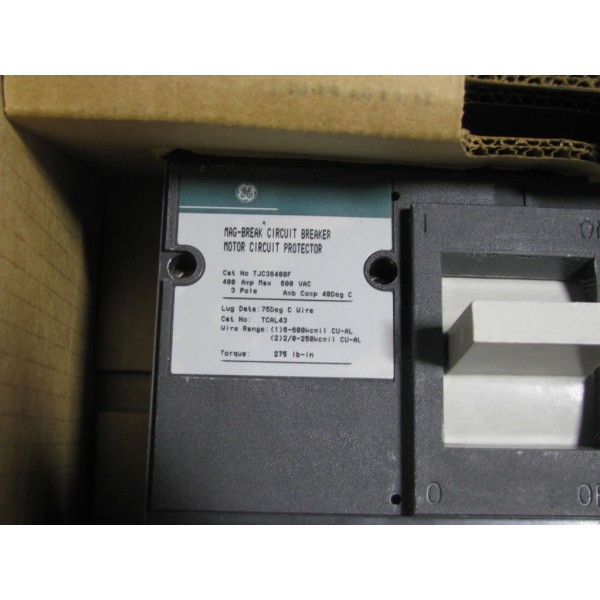 GE
MAG-BREAK CIRCUIT BREAKER
MOTOR CIRCUIT PROTECTOR
Cat No TJC36400F
400 Amp Max 600 VAC
3 Pole Amb Comp 40Deg C
Lug Data: 75Deg C Wire
Cat No: TCAL43
Wire Range: (1)6-600kcmil CU-AL
(2)2/0-250kcmil CU-AL
Torque: 275 lb-in
I
O